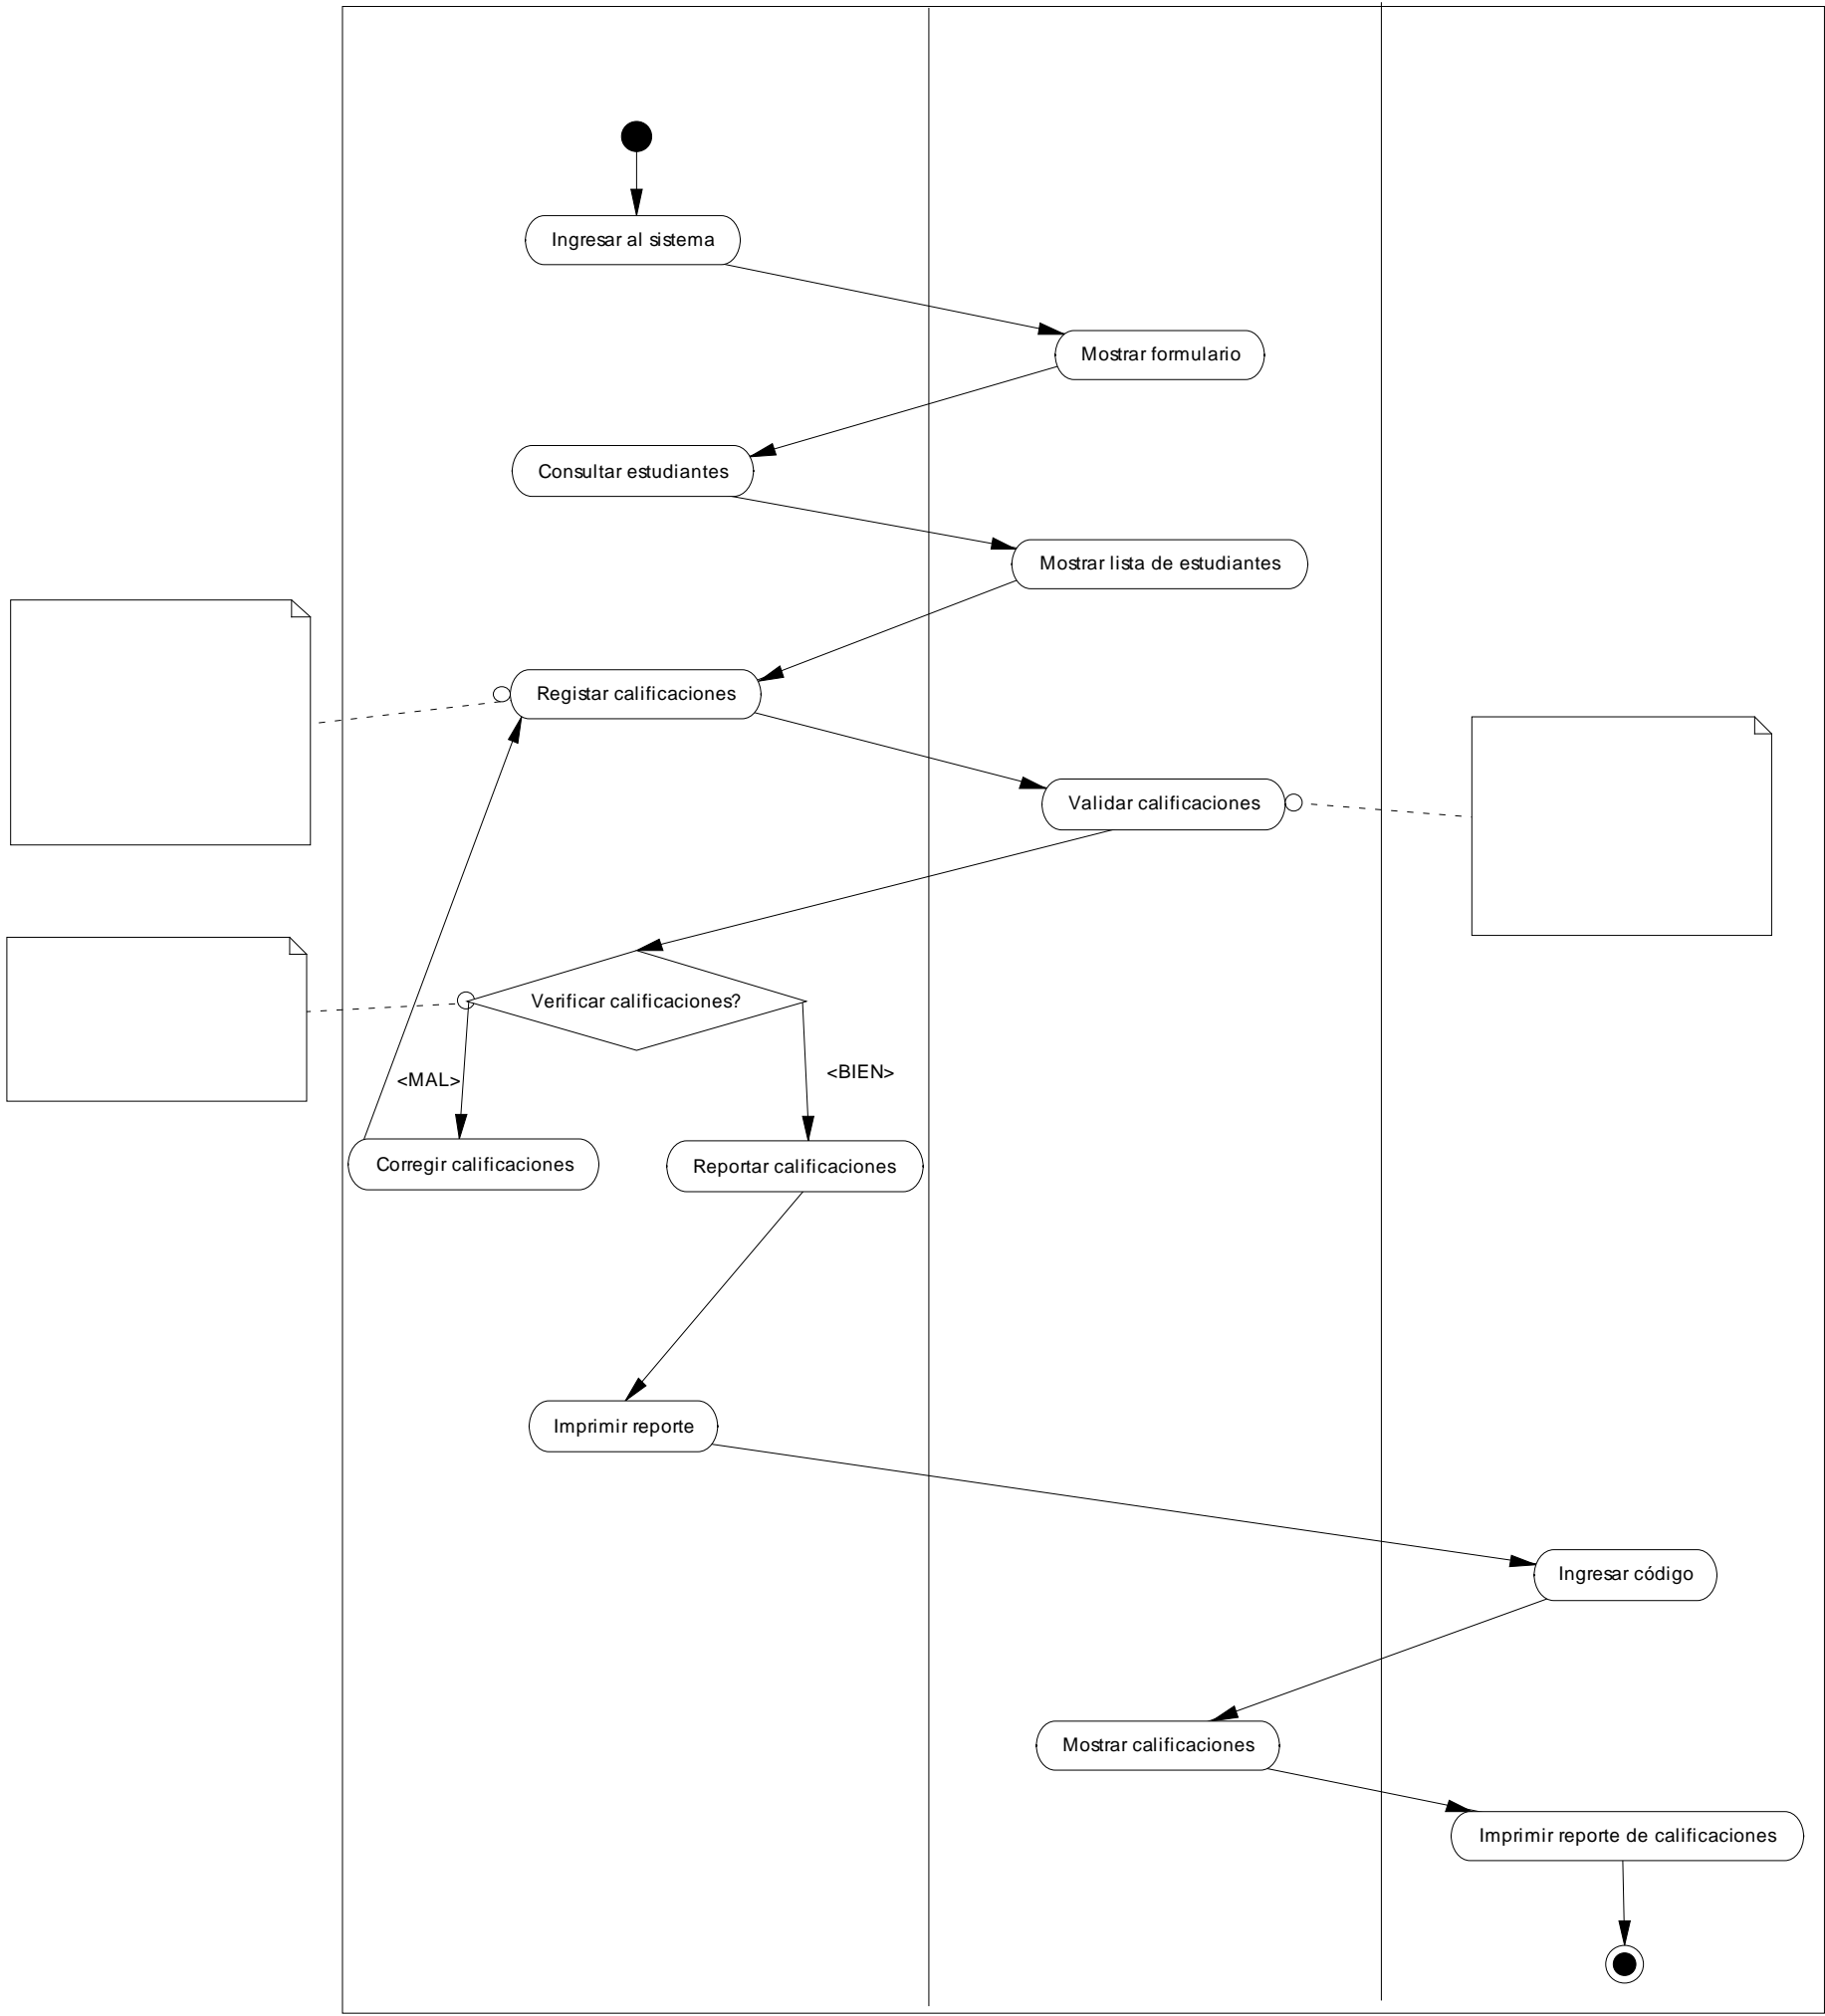 Ingresar al sistema
Mostrar formulario
Consultar estudiantes
Mostrar lista de estudiantes
Registar calificaciones
Validar calificaciones
Verificar calificaciones?
<MAL>
<BIEN>
Corregir calificaciones
Reportar calificaciones
Imprimir reporte
Ingresar código
Mostrar calificaciones
Imprimir reporte de calificaciones